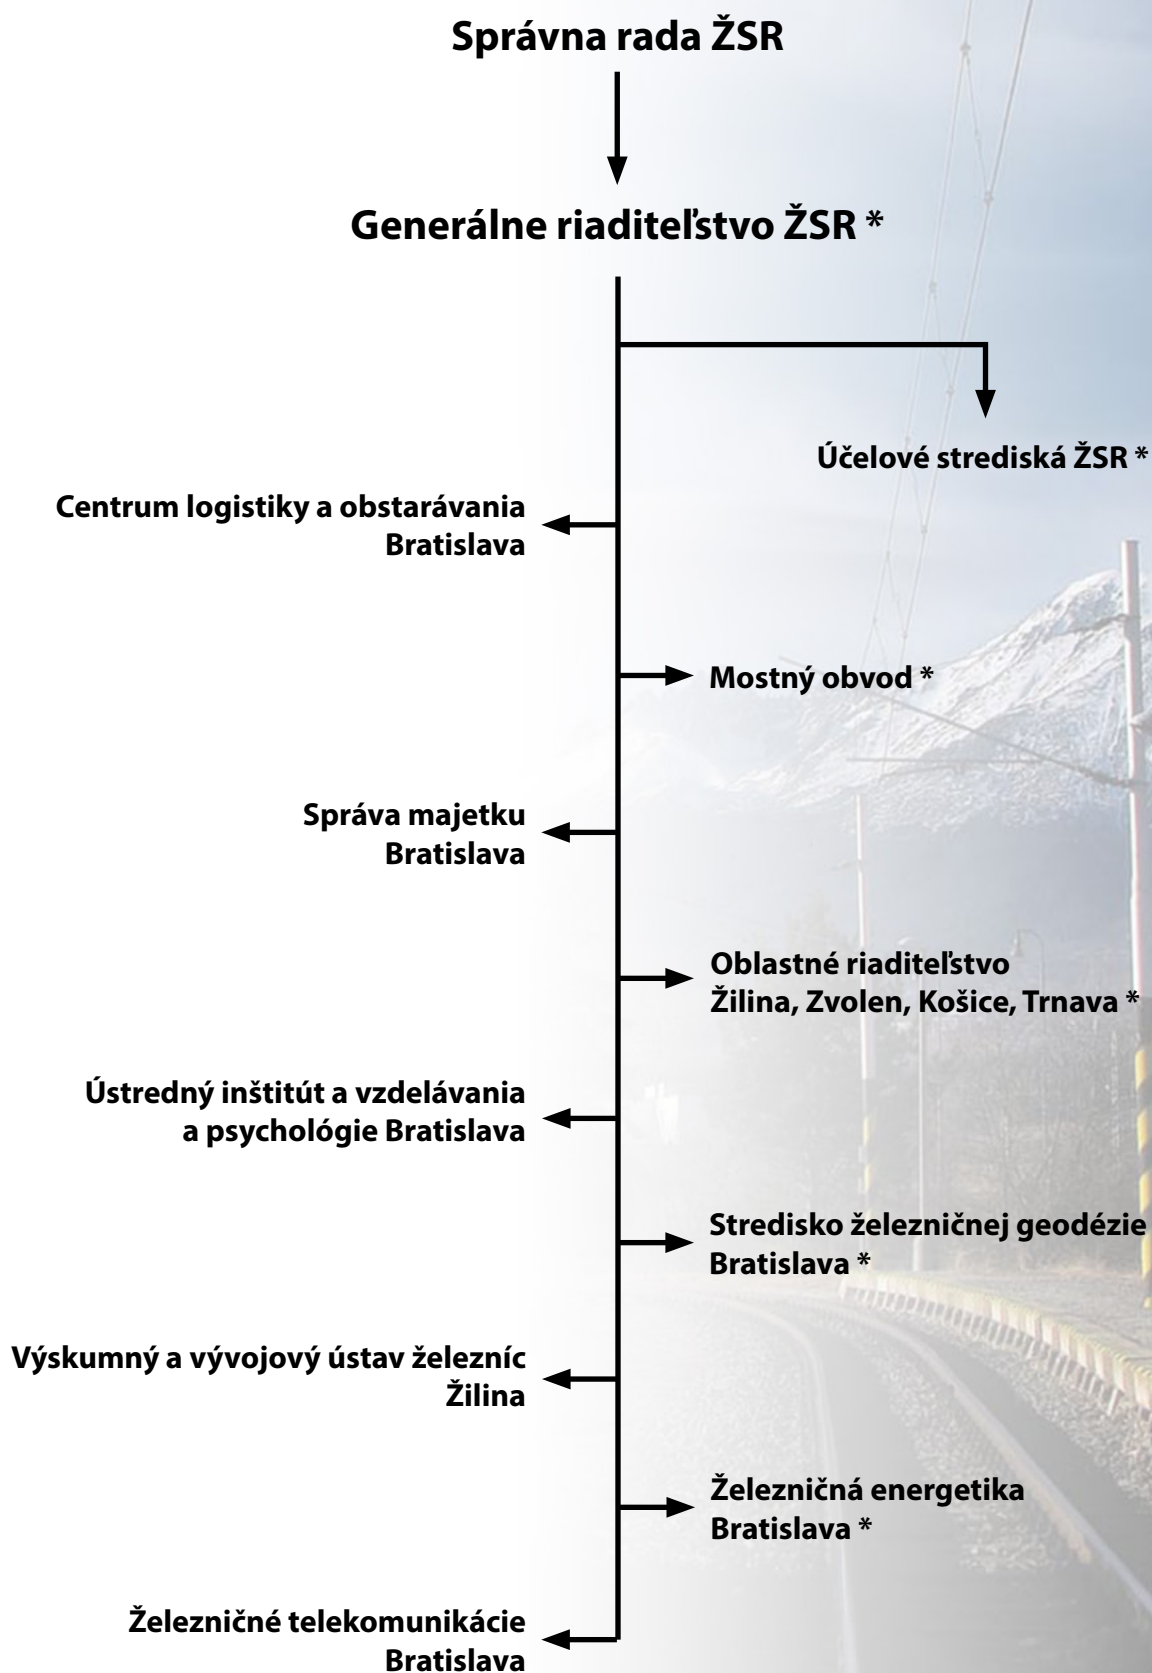 Správna rada ŽSR
Generálne riaditeľstvo ŽSR *
Účelové strediská ŽSR *
Centrum logistiky a obstarávania
Bratislava
Mostný obvod *
Správa majetku
Bratislava
Oblastné riaditeľstvo
Žilina, Zvolen, Košice, Trnava *
Ústredný inštitút a vzdelávania
a psychológie Bratislava
Stredisko železničnej geodézie
Bratislava *
Výskumný a vývojový ústav železníc
Žilina
Železničná energetika
Bratislava *
Železničné telekomunikácie
Bratislava